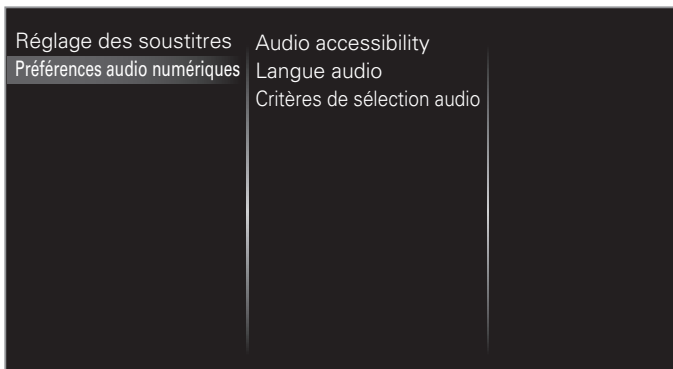 Réglage des soustitres
Préférences audio numériques
Audio accessibility
Langue audio
Critères de sélection audio